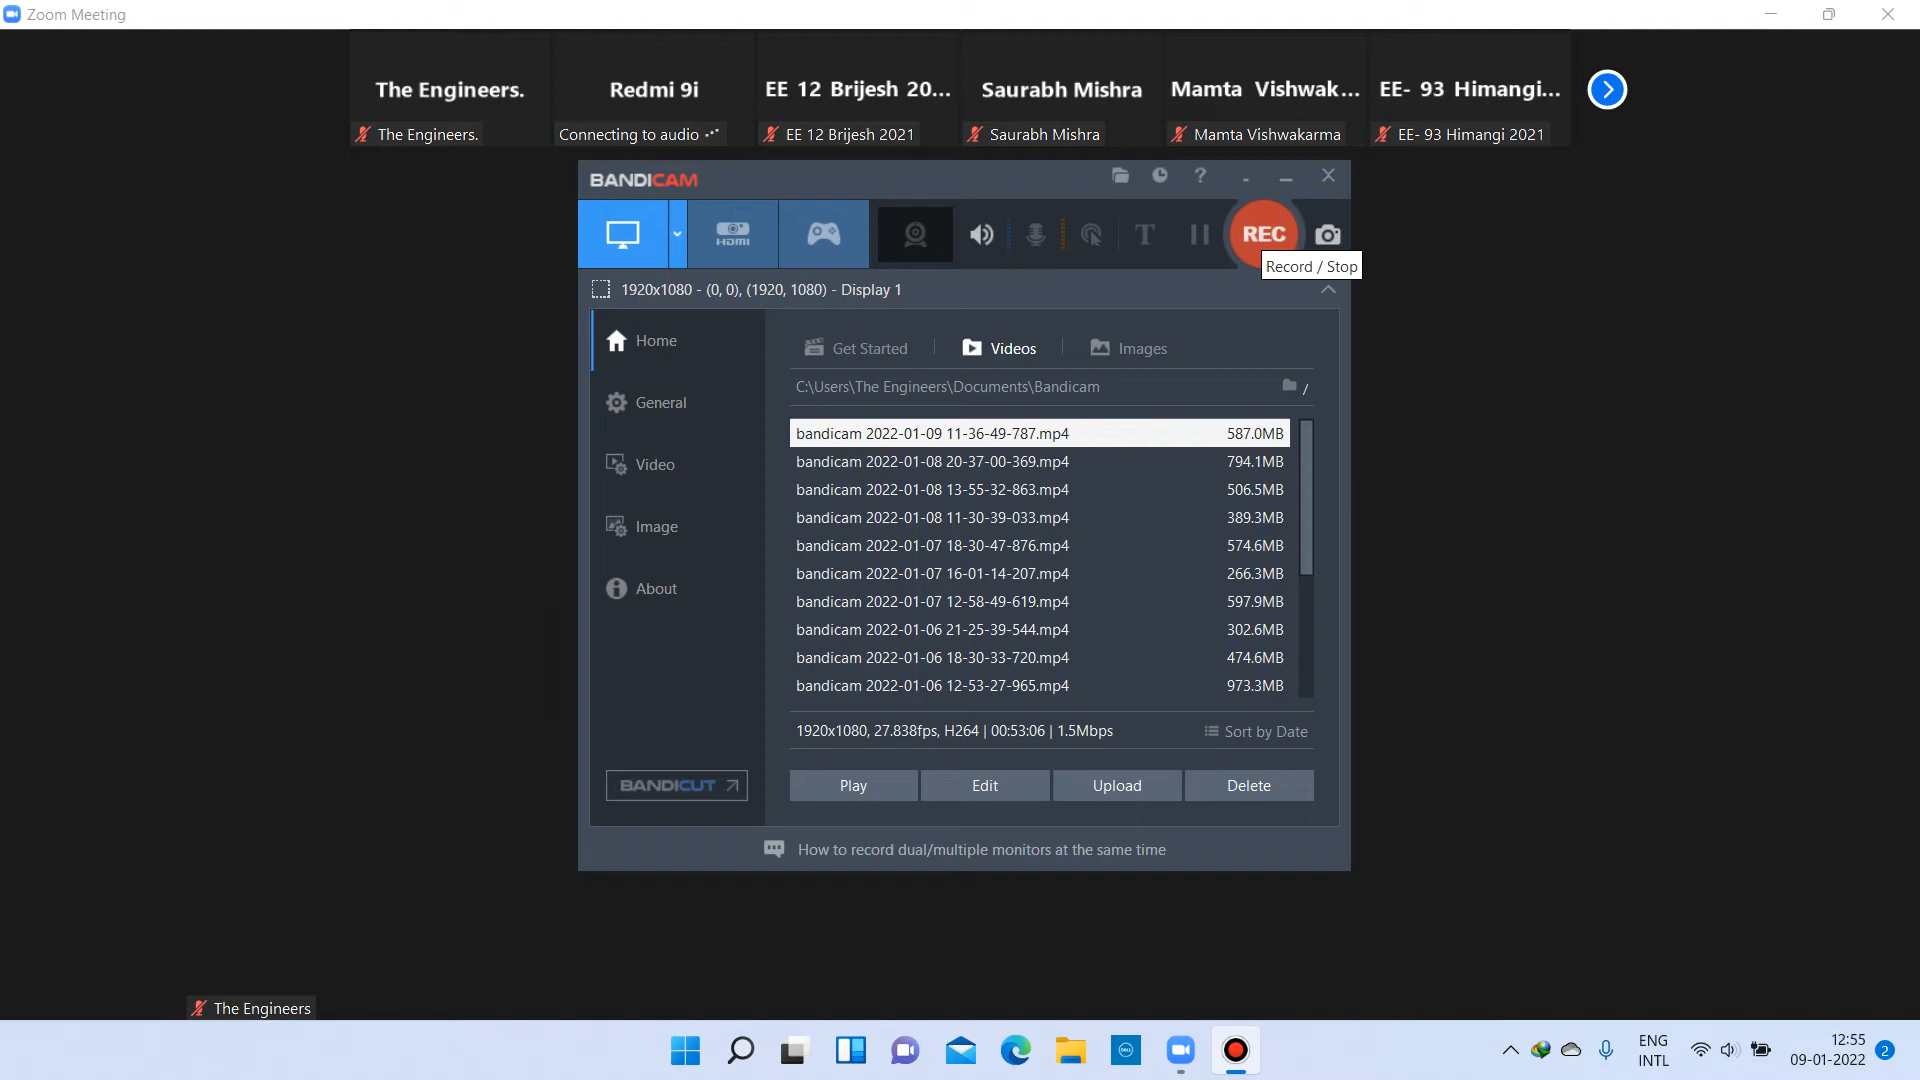 Zoom Meeting
The Engineers.
Redmi 9i
EE 12 Brijesh 20...
Saurabh Mishra
Mamta Vishwak...
EE- 93 Himangi...
The Engineers.
Connecting to audio
EE 12 Brijesh 2021
Saurabh Mishra
Mamta Vishwakarma
EE- 93 Himangi 2021
BANDICAM
?
HDMI
T
REC
Record / Stop
1920x1080 - (0, 0), (1920, 1080) - Display 1
Home
General
Video
Image
About
BANDICUT
Get Started
Videos
Images
C:\Users\The Engineers\Documents\Bandicam
/
bandicam 2022-01-09 11-36-49-787.mp4 587.0MB
bandicam 2022-01-08 20-37-00-369.mp4 794.1MB
bandicam 2022-01-08 13-55-32-863.mp4 506.5MB
bandicam 2022-01-08 11-30-39-033.mp4 389.3MB
bandicam 2022-01-07 18-30-47-876.mp4 574.6MB
bandicam 2022-01-07 16-01-14-207.mp4 266.3MB
bandicam 2022-01-07 12-58-49-619.mp4 597.9MB
bandicam 2022-01-06 21-25-39-544.mp4 302.6MB
bandicam 2022-01-06 18-30-33-720.mp4 474.6MB
bandicam 2022-01-06 12-53-27-965.mp4 973.3MB
1920x1080, 27.838fps, H264 | 00:53:06 | 1.5Mbps
Sort by Date
Play
Edit
Upload
Delete
How to record dual/multiple monitors at the same time
The Engineers
DELL
ENG
INTL
12:55
09-01-2022
2